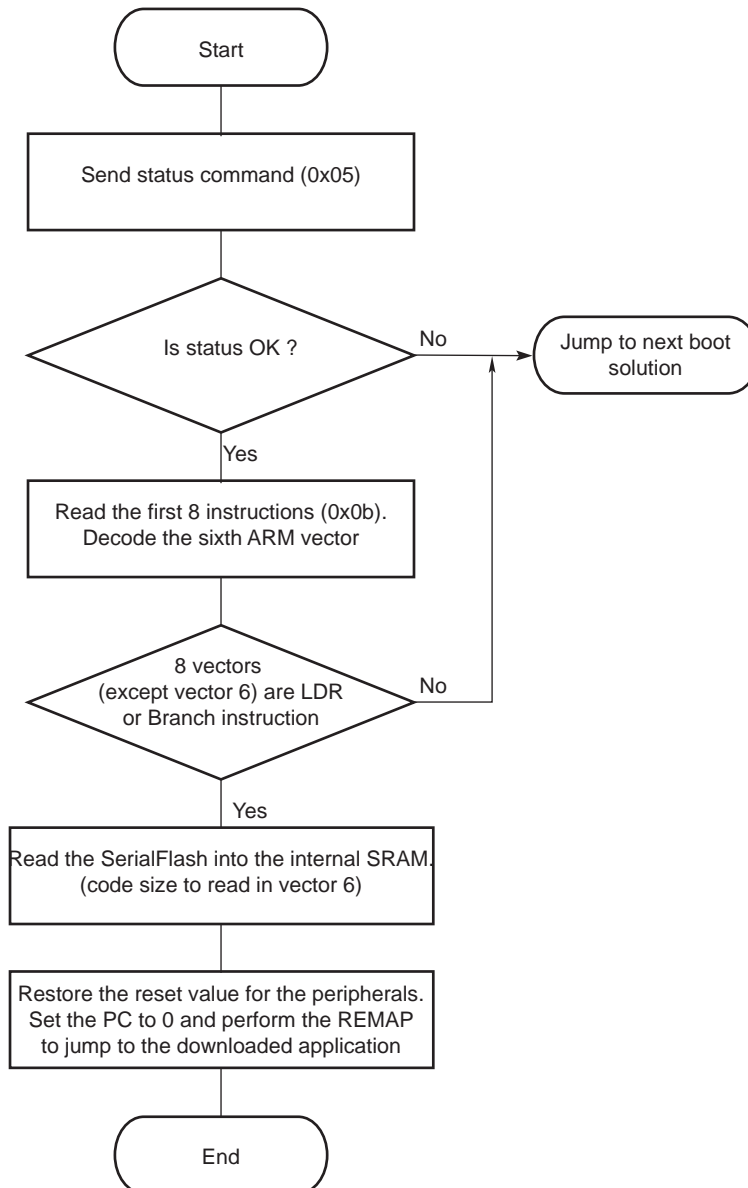 Start
Send status command (0x05)
Is status OK ?
No
Jump to next boot
solution
Yes
Read the first 8 instructions (0x0b).
Decode the sixth ARM vector
8 vectors
(except vector 6) are LDR
or Branch instruction
No
Yes
Read the SerialFlash into the internal SRAM.
(code size to read in vector 6)
Restore the reset value for the peripherals.
Set the PC to 0 and perform the REMAP
to jump to the downloaded application
End